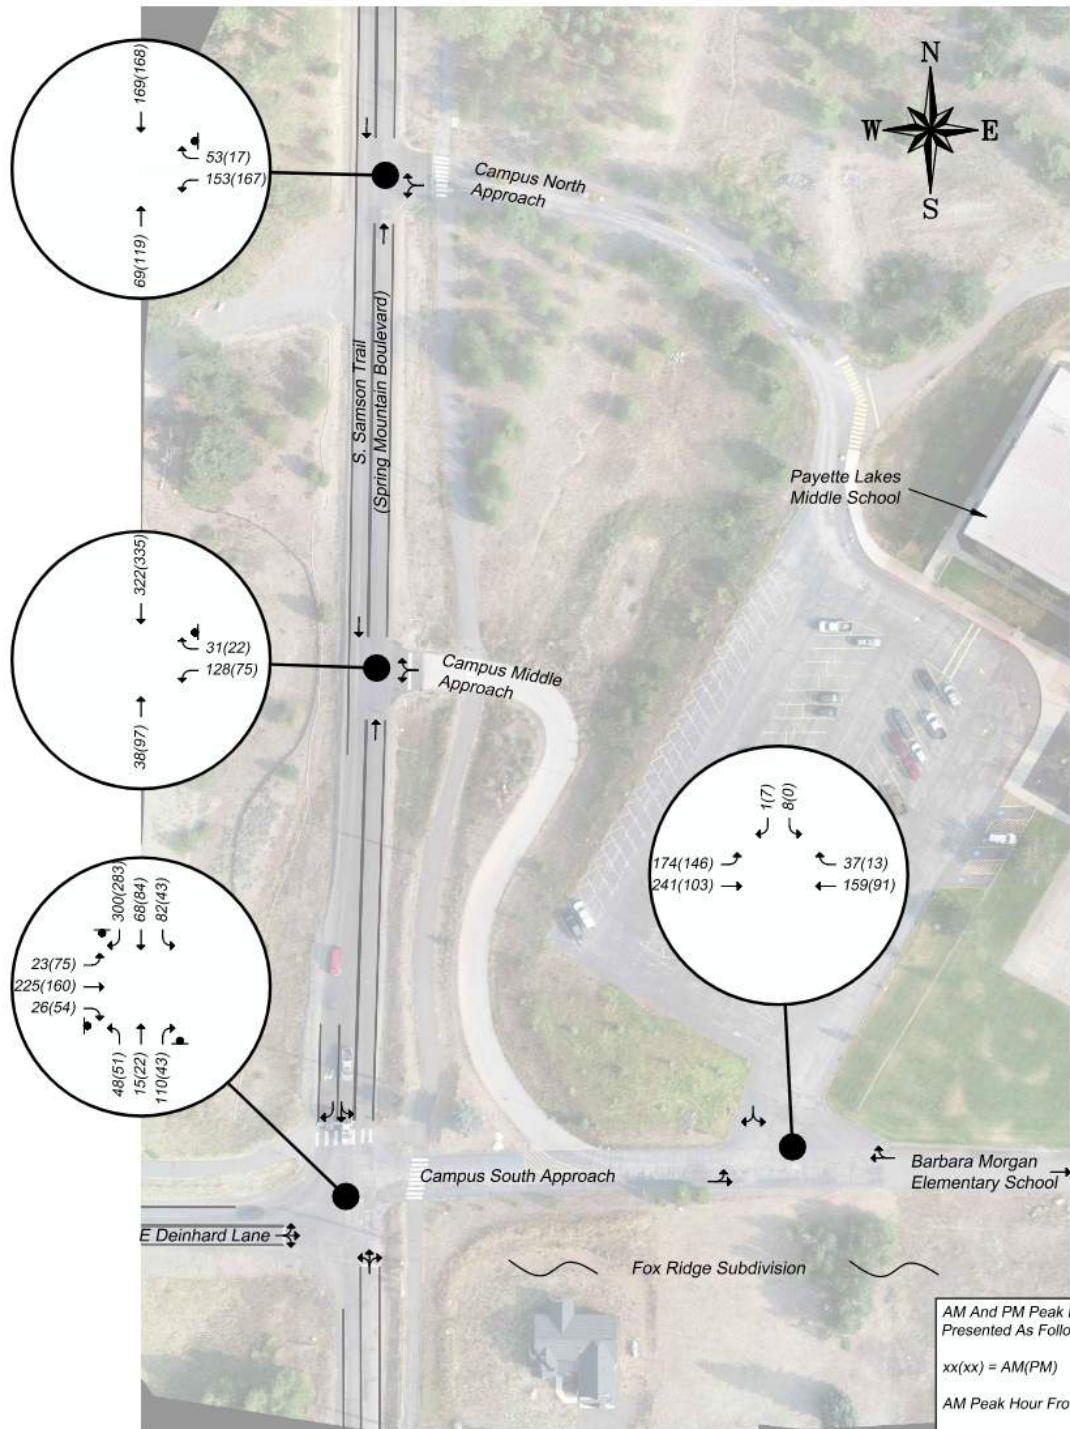 169(168)
53(17)
153(167)
69(119)
N
W
E
S
Campus North
Approach
S. Samson Trail
(Spring Mountain Boulevard)
Payette Lakes
Middle School
322(335)
31(22)
128(75)
38(97)
Campus Middle
Approach
1(7)
8(0)
174(146)
241(103)
37(13)
159(91)
300(283)
68(84)
82(43)
23(75)
225(160)
26(54)
48(51)
15(22)
110(43)
Campus South Approach
Barbara Morgan
Elementary School
E Deinhard Lane
Fox Ridge Subdivision
AM And PM Peak
Presented As Follo
xx(xx) = AM(PM)
AM Peak Hour Fro